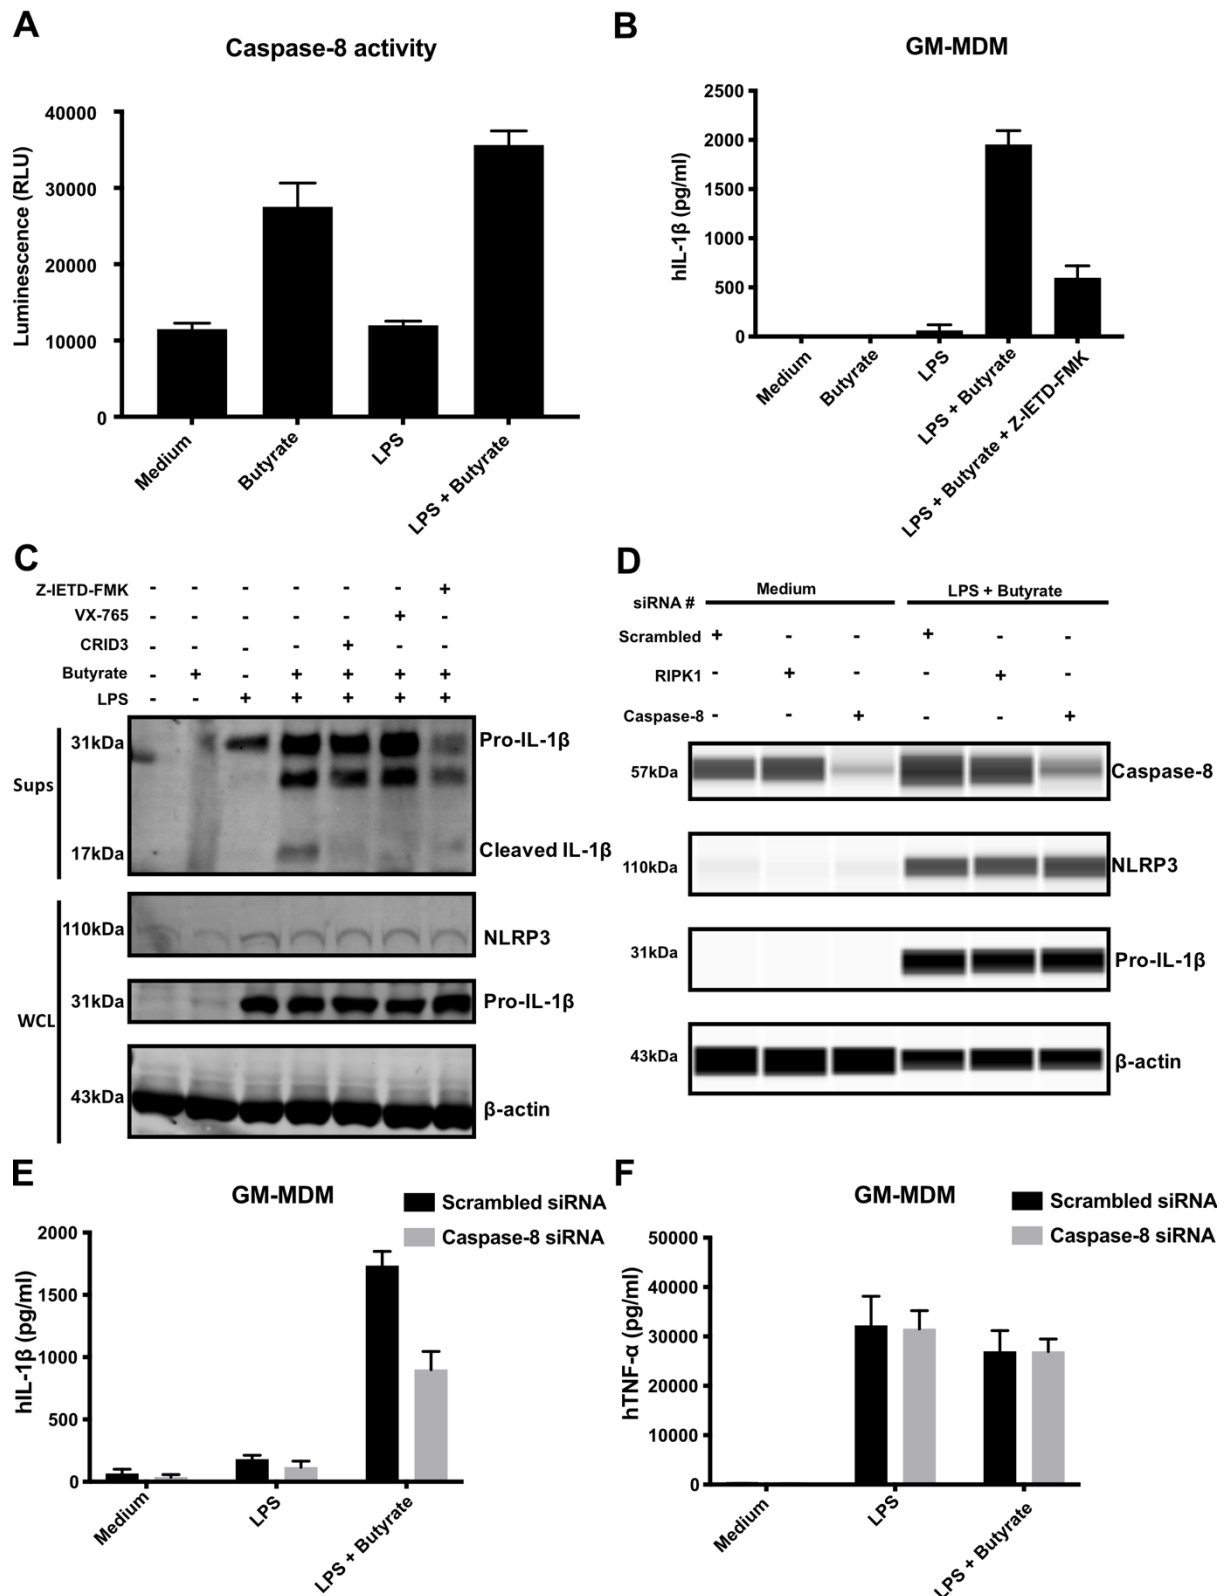 A
Caspase-8 activity
Luminescence (RLU)
40000
30000
20000
10000
0
Medium
Butyrate
LPS
LPS + Butyrate
B
GM-MDM
hIL-1β (pg/ml)
2500
2000
1500
1000
500
0
Medium
Butyrate
LPS
LPS + Butyrate
LPS + Butyrate + Z-IETD-FMK
C
Z-IETD-FMK - - - - - - +
VX-765 - - - - - + -
CRID3 - - - - + - -
Butyrate - + - + + + +
LPS - - + + + + +
Sups
31kDa Pro-IL-1β
17kDa Cleaved IL-1β
WCL
110kDa NLRP3
31kDa Pro-IL-1β
43kDa β-actin
D
Medium LPS + Butyrate
siRNA #
Scrambled + - - + - -
RIPK1 - + - - + -
Caspase-8 - - + - - +
57kDa Caspase-8
110kDa NLRP3
31kDa Pro-IL-1β
43kDa β-actin
E
GM-MDM
Scrambled siRNA
Caspase-8 siRNA
hIL-1β (pg/ml)
2000
1500
1000
500
0
Medium
LPS
LPS + Butyrate
F
GM-MDM
Scrambled siRNA
Caspase-8 siRNA
hTNF-α (pg/ml)
50000
40000
30000
20000
10000
0
Medium
LPS
LPS + Butyrate